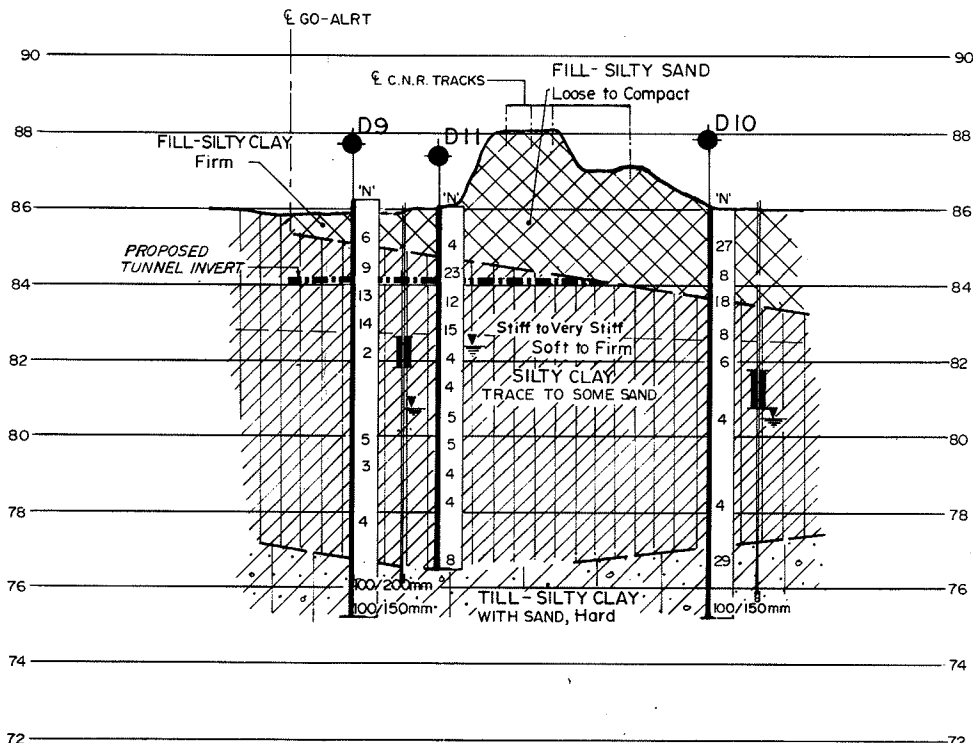 ℄ GO-ALRT
90
90
℄ C.N.R. TRACKS
FILL-SILTY SAND
Loose to Compact
88
D9
D11
D10
88
FILL-SILTY CLAY
Firm
'N'
'N'
'N'
86
86
6
4
27
PROPOSED
TUNNEL INVERT
9
23
8
84
84
13
12
18
14
15
Stiff to Very Stiff
8
2
4
Soft to Firm
6
82
82
SILTY CLAY
TRACE TO SOME SAND
4
5
4
80
80
5
5
3
4
4
4
4
78
78
4
8
29
76
76
100/200mm
TILL-SILTY CLAY
WITH SAND, Hard
100/150mm
100/150mm
74
74
72
72